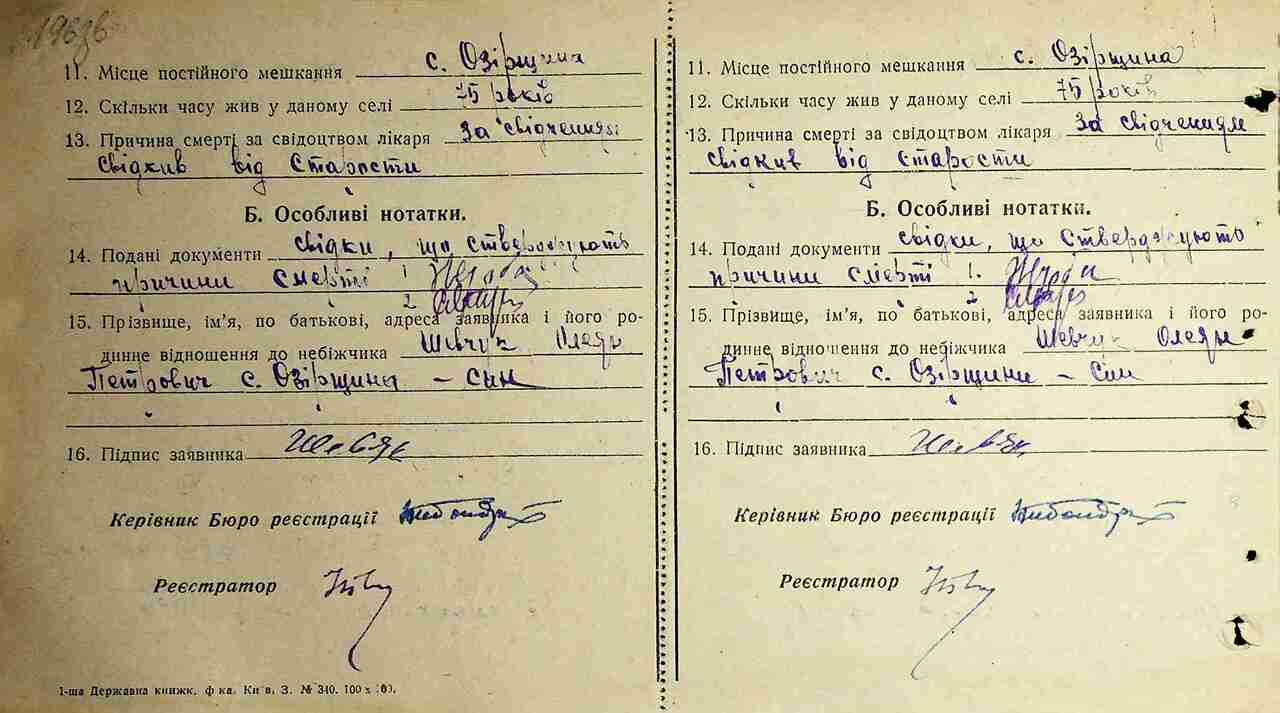 196зв
11. Місце постійного мешкання с. Озірщина
12. Скільки часу жив у даному селі 75 років
13. Причина смерті за свідоцтвом лікаря За свідченням
свідків від старости
Б. Особливі нотатки.
14. Подані документи свідки, що стверджують
причини смерті 1.
2
15. Прізвище, ім'я, по батькові, адреса заявника і його ро-
динне відношення до небіжчика Шевчук
Петрович с. Озірщина – син
16. Підпис заявника
Керівник Бюро реєстрації
Реєстратор
1-ша Державна книжк. ф-ка. Київ, З. № 340. 100 x 100.
11. Місце постійного мешкання с. Озірщина
12. Скільки часу жив у даному селі 75 років
13. Причина смерті за свідоцтвом лікаря За свідченням
свідків від старости
Б. Особливі нотатки.
14. Подані документи свідки, що стверджують
причини смерті 1.
2
15. Прізвище, ім'я, по батькові, адреса заявника і його ро-
динне відношення до небіжчика Шевчук
Петрович с. Озірщини – син
16. Підпис заявника
Керівник Бюро реєстрації
Реєстратор